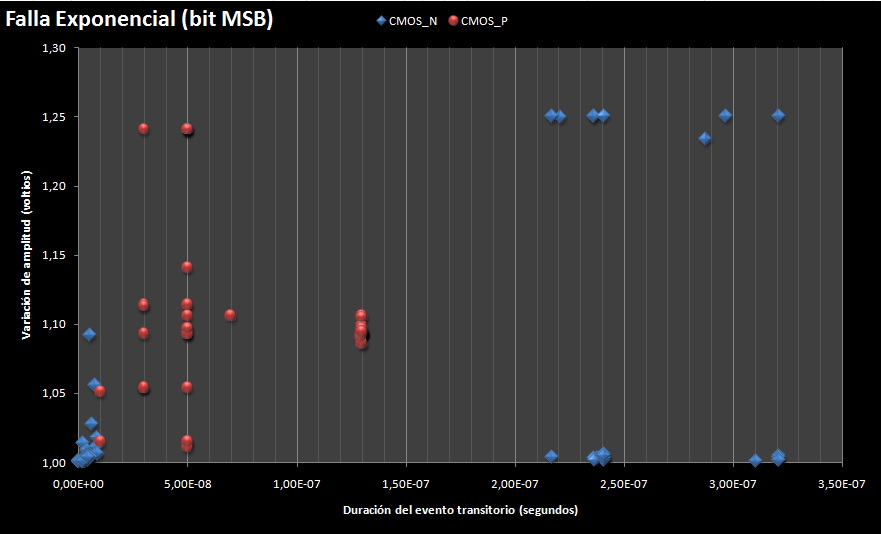 Falla Exponencial (bit MSB)
CMOS_N CMOS_P
1,30
1,25
1,20
1,15
1,10
1,05
1,00
Variación de amplitud (voltios)
0,00E+00 5,00E-08 1,00E-07 1,50E-07 2,00E-07 2,50E-07 3,00E-07 3,50E-07
Duración del evento transitorio (segundos)